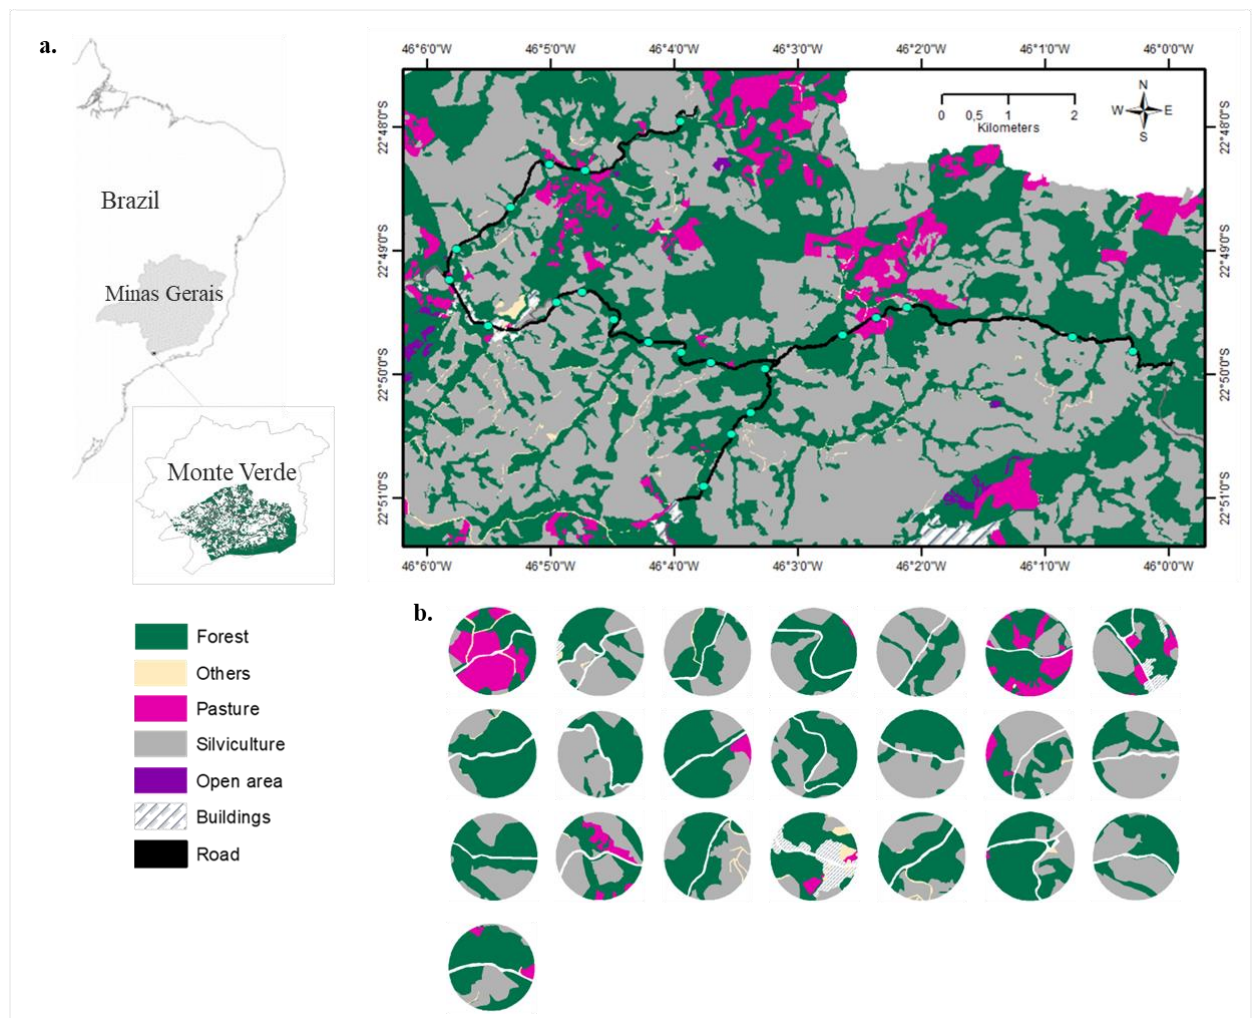 a.
46°6'0"W 46°5'0"W 46°4'0"W 46°3'0"W 46°2'0"W 46°1'0"W 46°0'0"W
N
W E
S
0 0,5 1 2
Kilometers
22°48'0"S 22°48'0"S
Brazil
22°49'0"S 22°49'0"S
Minas Gerais
22°50'0"S 22°50'0"S
Monte Verde
22°51'0"S 22°51'0"S
46°6'0"W 46°5'0"W 46°4'0"W 46°3'0"W 46°2'0"W 46°1'0"W 46°0'0"W
b.
Forest
Others
Pasture
Silviculture
Open area
Buildings
Road